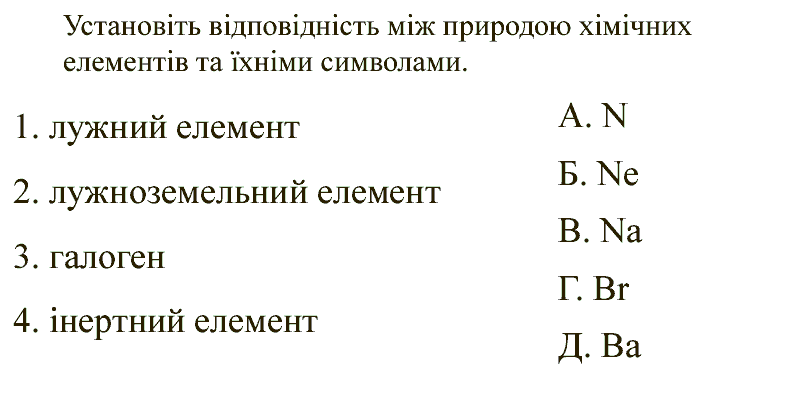 Установіть відповідність між природою хімічних
елементів та їхніми символами.
1. лужний елемент
2. лужноземельний елемент
3. галоген
4. інертний елемент
А. N
Б. Ne
В. Na
Г. Br
Д. Ba